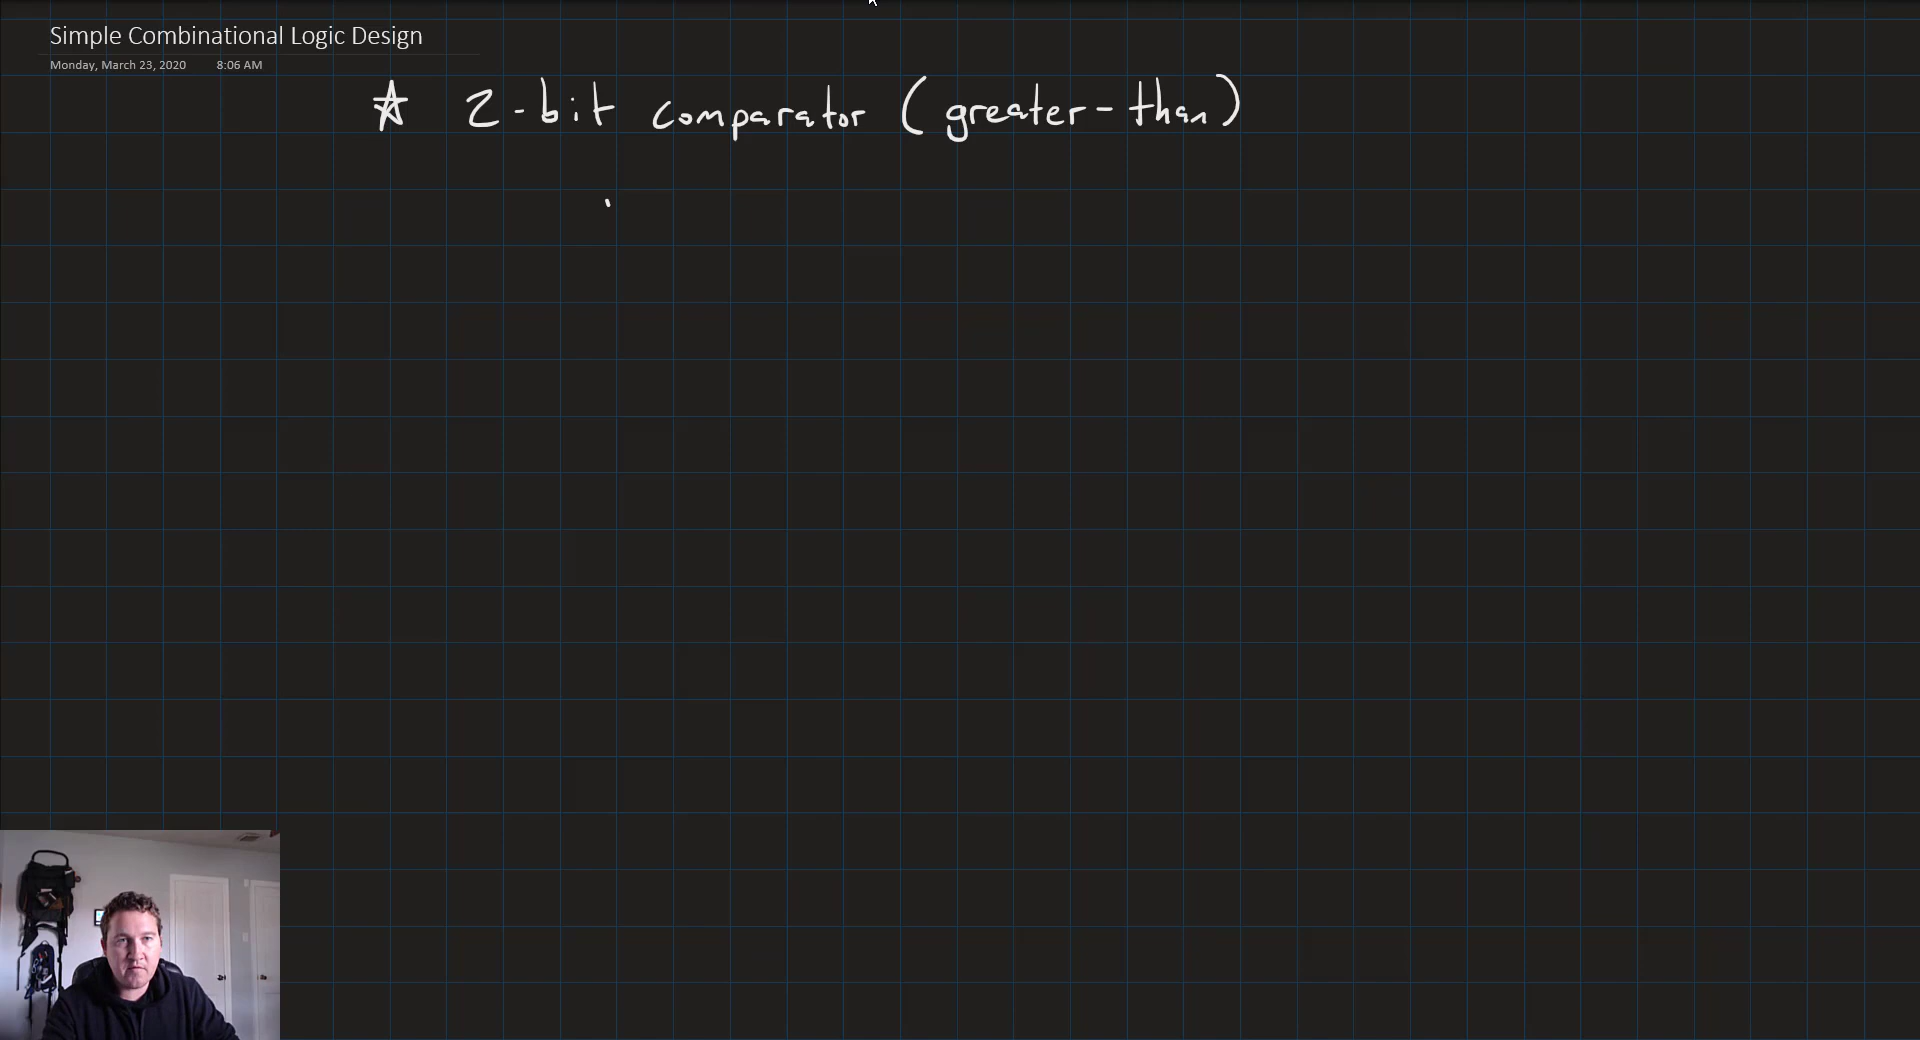 Simple Combinational Logic Design
Monday, March 23, 2020 8:06 AM
☆ 2-bit comparator (greater-than)